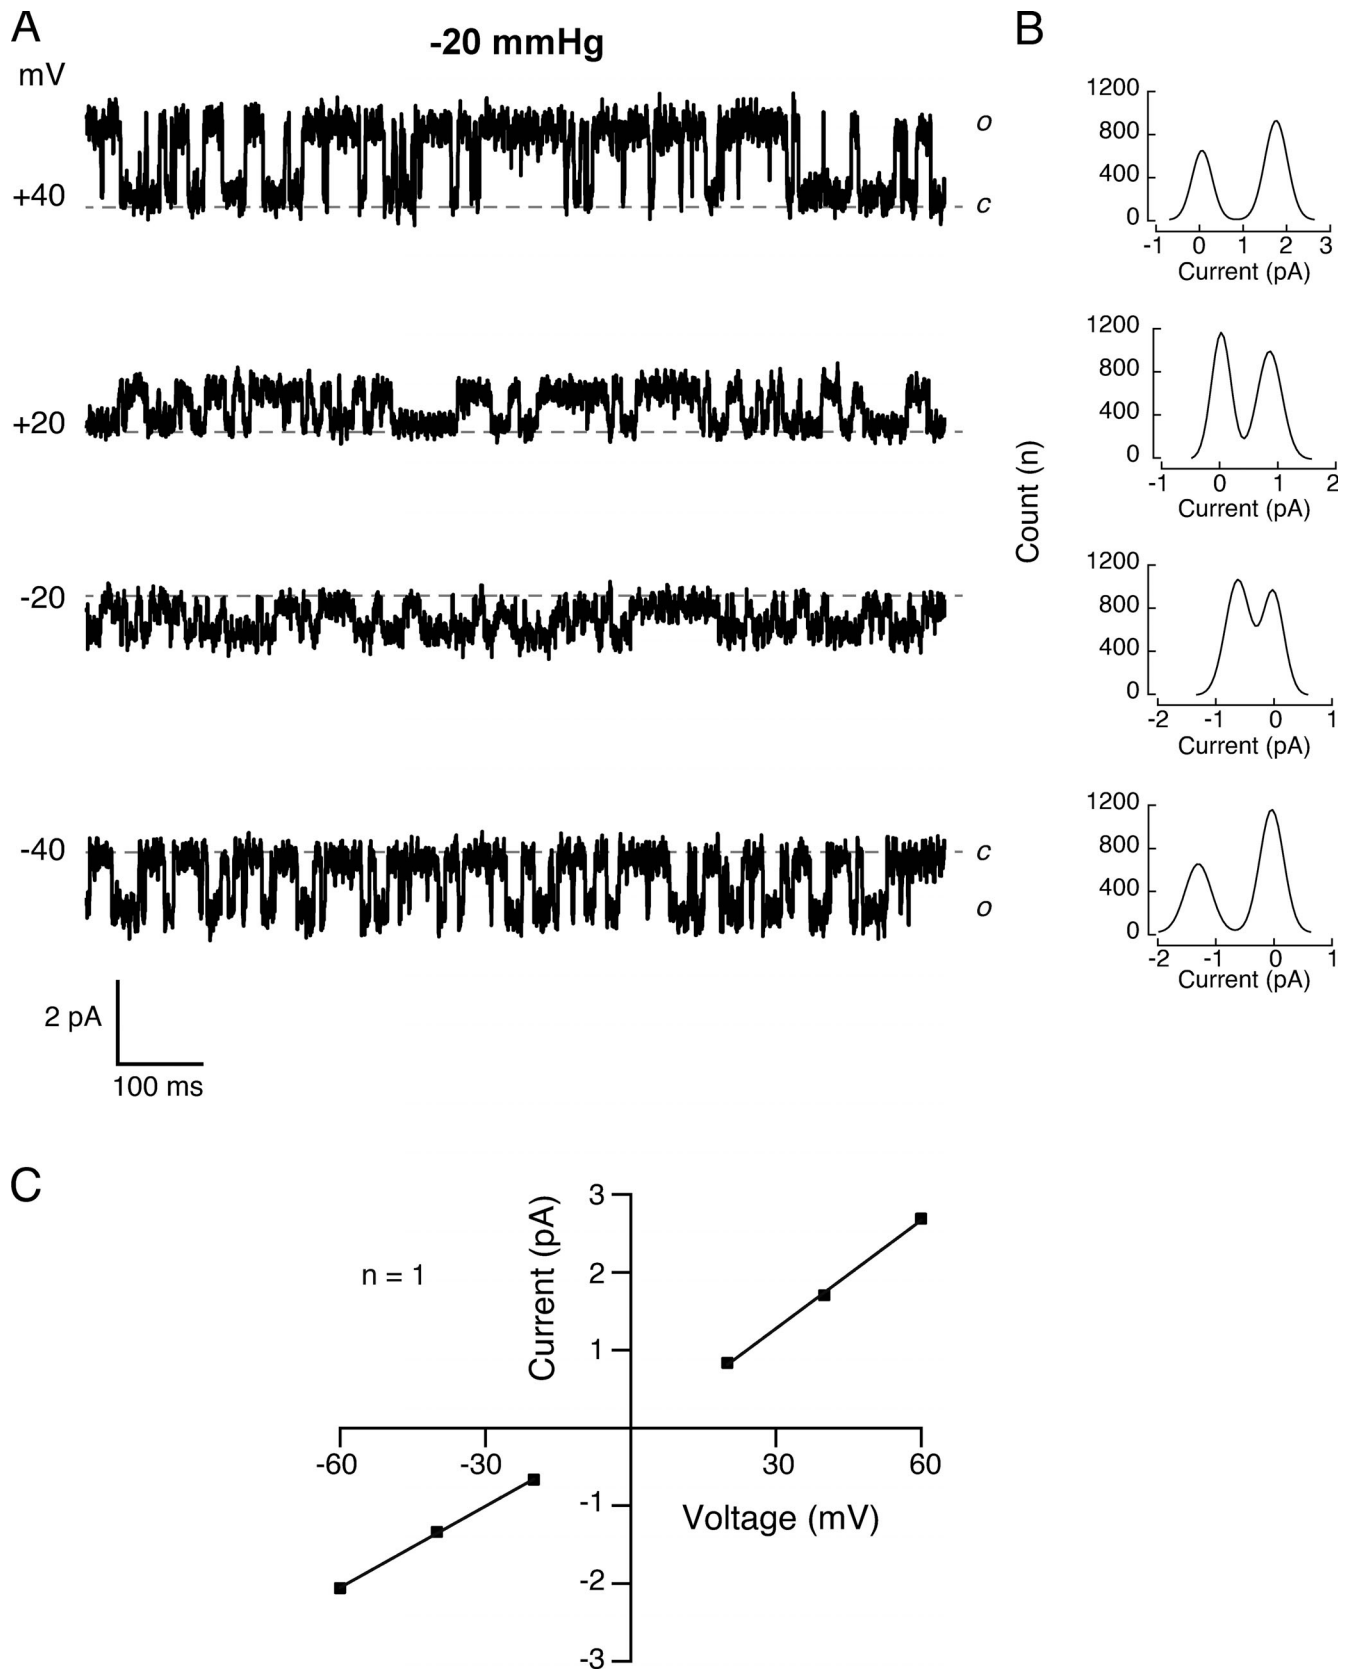 A
-20 mmHg
B
mV
+40
o
c
+20
-20
-40
c
o
2 pA
100 ms
Count (n)
1200
800
400
0
-1 0 1 2 3
Current (pA)
1200
800
400
0
-1 0 1 2
Current (pA)
1200
800
400
0
-2 -1 0 1
Current (pA)
1200
800
400
0
-2 -1 0 1
Current (pA)
C
n = 1
Current (pA)
3
2
1
-60 -30 30 60
-1
Voltage (mV)
-2
-3